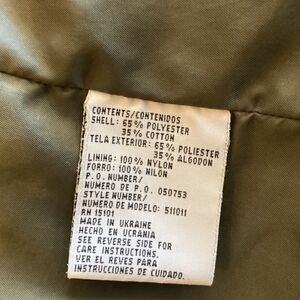 CONTENTS/CONTENIDOS
SHELL: 65% POLYESTER
35% COTTON
TELA EXTERIOR: 65% POLIESTER
35% ALGODON
LINING: 100% NYLON
FORRO: 100% NILON
P.O. NUMBER/
NUMERO DE P.O. 050753
STYLE NUMBER/
NUMERO DE MODELO: 511011
RN 15101
MADE IN UKRAINE
HECHO EN UCRANIA
SEE REVERSE SIDE FOR
CARE INSTRUCTIONS.
VER EL REVES PARA
INSTRUCCIONES DE CUIDADO.